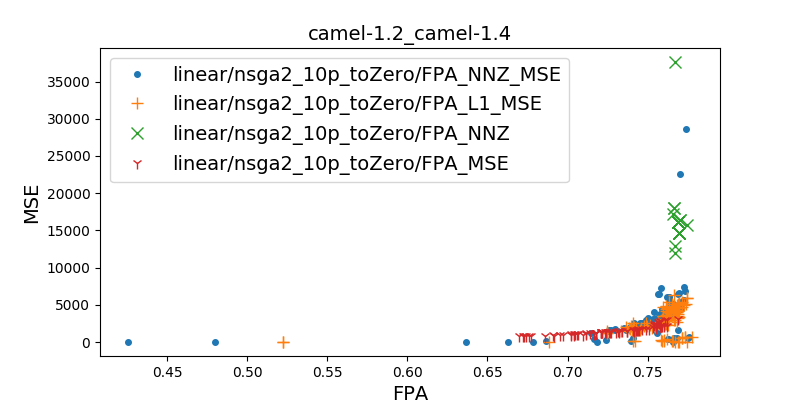 camel-1.2_camel-1.4
linear/nsga2_10p_toZero/FPA_NNZ_MSE
linear/nsga2_10p_toZero/FPA_L1_MSE
linear/nsga2_10p_toZero/FPA_NNZ
linear/nsga2_10p_toZero/FPA_MSE
MSE
35000
30000
25000
20000
15000
10000
5000
0
0.45 0.50 0.55 0.60 0.65 0.70 0.75
FPA